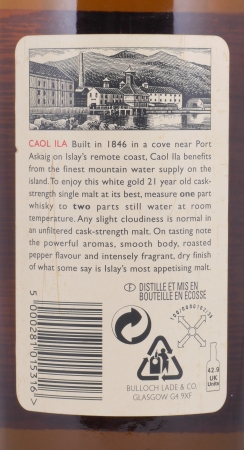 CAOL ILA Built in 1846 in a cove near Port
Askaig on Islay's remote coast, Caol Ila benefits
from the finest mountain water supply on the
island. To enjoy this white gold 21 year old cask-
strength single malt at its best, measure one part
whisky to two parts still water at room
temperature. Any slight cloudiness is normal in
an unfiltered cask-strength malt. On tasting note
the powerful aromas, smooth body, roasted
pepper flavour and intensely fragrant, dry finish
of what some say is Islay's most appetising malt.
DISTILLE ET MIS EN
BOUTEILLE EN ECOSSE
5 000281 015316>
42.9
UK
Units
BULLOCH LADE & CO.
GLASGOW G4 9XF